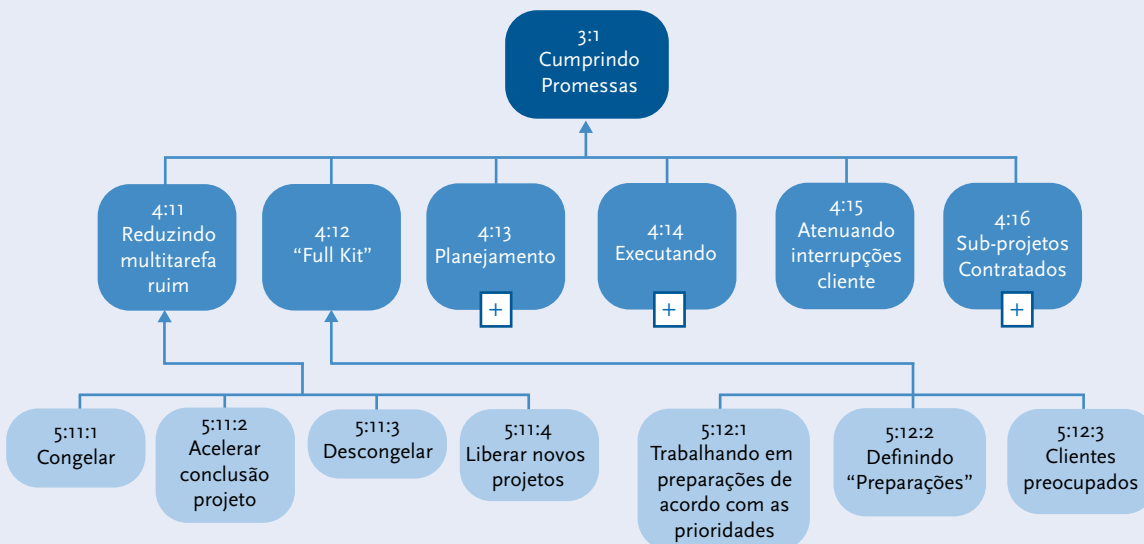 3:1
Cumprindo
Promessas
4:11
Reduzindo
multitarefa
ruim
4:12
“Full Kit”
4:13
Planejamento
+
4:14
Executando
+
4:15
Atenuando
interrupções
cliente
4:16
Sub-projetos
Contratados
+
5:11:1
Congelar
5:11:2
Acelerar
conclusão
projeto
5:11:3
Descongelar
5:11:4
Liberar novos
projetos
5:12:1
Trabalhando em
preparações de
acordo com as
prioridades
5:12:2
Definindo
“Preparações”
5:12:3
Clientes
preocupados